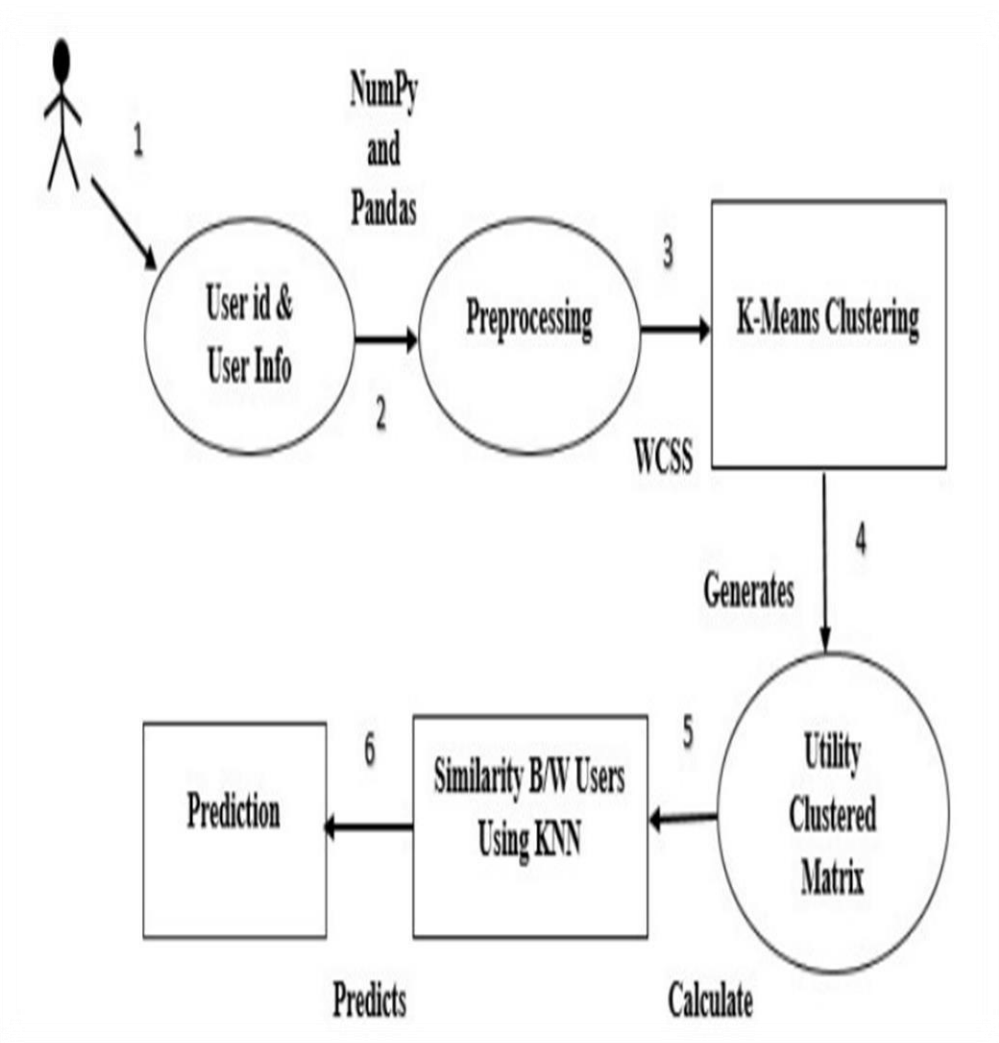 1
NumPy
and
Pandas
User id &
User Info
2
Preprocessing
3
WCSS
K-Means Clustering
4
Generates
Utility
Clustered
Matrix
5
Calculate
Similarity B/W Users
Using KNN
6
Predicts
Prediction